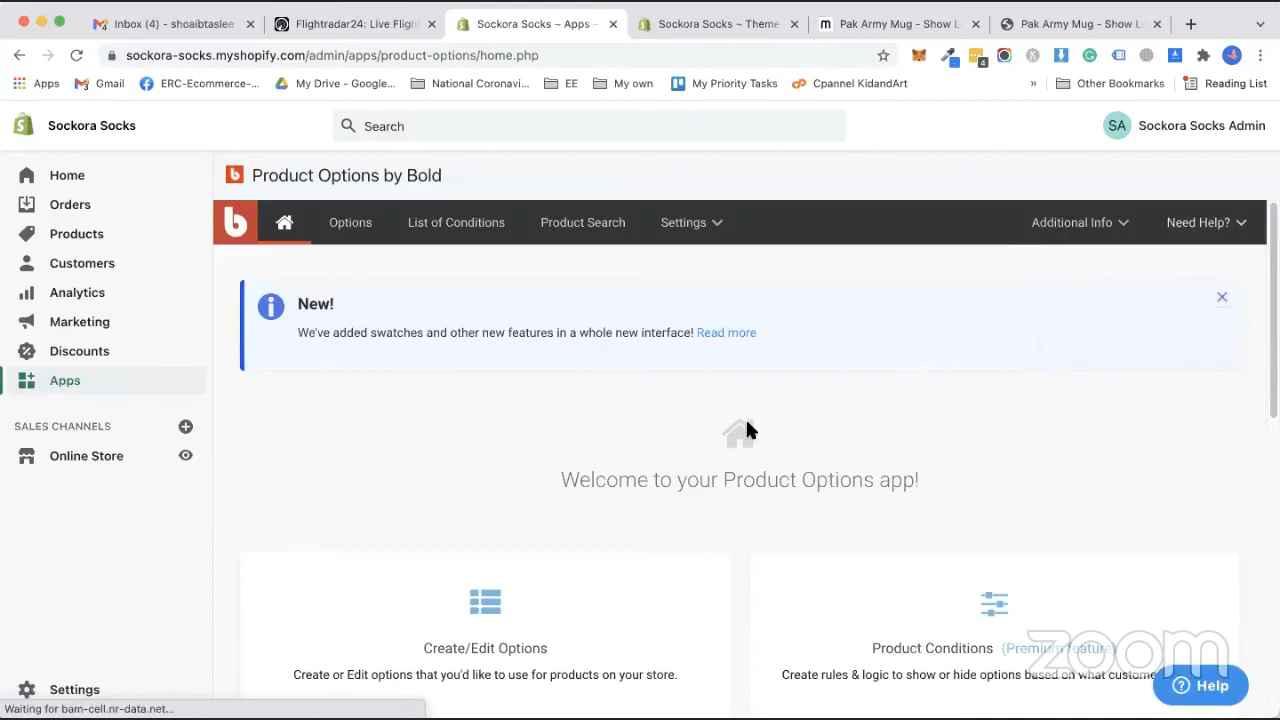 Inbox (4) - shoaibtaslee
Flightradar24: Live Fligh
Sockora Socks ~ Apps ~
Sockora Socks ~ Theme
Pak Army Mug - Show L
Pak Army Mug - Show L
sockora-socks.myshopify.com/admin/apps/product-options/home.php
4
Apps
Gmail
ERC-Ecommerce-...
My Drive - Google...
National Coronavi...
EE
My own
My Priority Tasks
Cpannel KidandArt
»
Other Bookmarks
Reading List
Sockora Socks
Search
SA
Sockora Socks Admin
Home
Orders
Products
Customers
Analytics
Marketing
Discounts
Apps
SALES CHANNELS
Online Store
Settings
Product Options by Bold
b
Options
List of Conditions
Product Search
Settings
Additional Info
Need Help?
New!
We've added swatches and other new features in a whole new interface! Read more
Welcome to your Product Options app!
Create/Edit Options
Create or Edit options that you'd like to use for products on your store.
Product Conditions (Premium feature)
Create rules & logic to show or hide options based on what custome
zoom
Help
Waiting for bam-cell.nr-data.net...